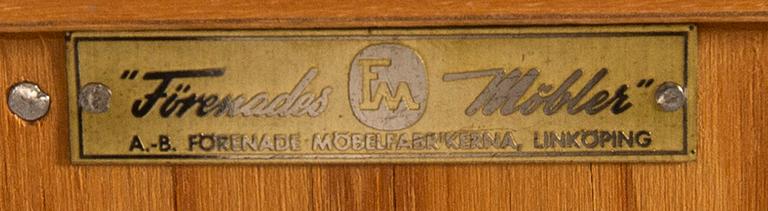 "Förenades FM Möbler"
A.-B. FÖRENADE MÖBELFABRIKERNA, LINKÖPING